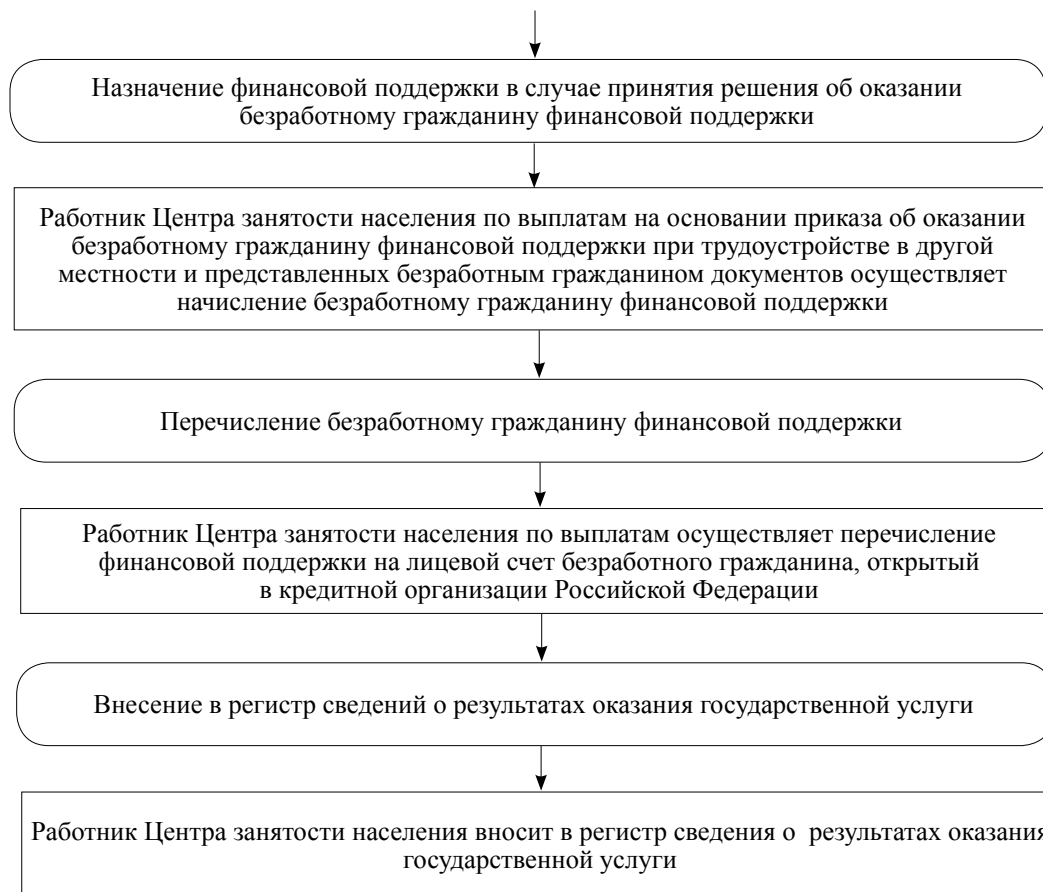 Назначение финансовой поддержки в случае принятия решения об оказании
безработному гражданину финансовой поддержки
Работник Центра занятости населения по выплатам на основании приказа об оказании
безработному гражданину финансовой поддержки при трудоустройстве в другой
местности и представленных безработным гражданином документов осуществляет
начисление безработному гражданину финансовой поддержки
Перечисление безработному гражданину финансовой поддержки
Работник Центра занятости населения по выплатам осуществляет перечисление
финансовой поддержки на лицевой счет безработного гражданина, открытый
в кредитной организации Российской Федерации
Внесение в регистр сведений о результатах оказания государственной услуги
Работник Центра занятости населения вносит в регистр сведения о результатах оказания
государственной услуги